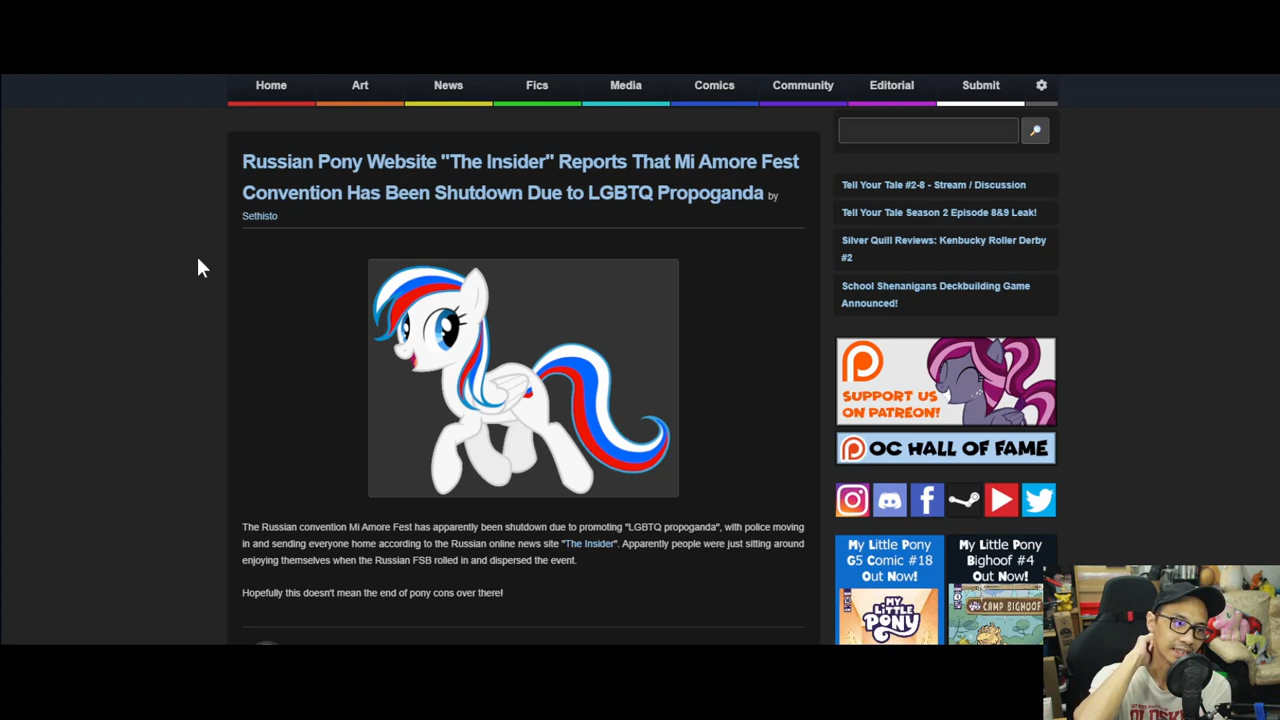 Home Art News Fics Media Comics Community Editorial Submit
Russian Pony Website "The Insider" Reports That Mi Amore Fest
Convention Has Been Shutdown Due to LGBTQ Propoganda by
Sethisto
The Russian convention Mi Amore Fest has apparently been shutdown due to promoting "LGBTQ propoganda", with police moving
in and sending everyone home according to the Russian online news site "The Insider". Apparently people were just sitting around
enjoying themselves when the Russian FSB rolled in and dispersed the event.
Hopefully this doesn't mean the end of pony cons over there!
Tell Your Tale #2-8 - Stream / Discussion
Tell Your Tale Season 2 Episode 8&9 Leak!
Silver Quill Reviews: Kenbucky Roller Derby
#2
School Shenanigans Deckbuilding Game
Announced!
SUPPORT US
ON PATREON!
OC HALL OF FAME
My Little Pony
G5 Comic #18
Out Now!
MY
LITTLE
PONY
My Little Pony
Bighoof #4
Out Now!
CAMP BIGHOOF